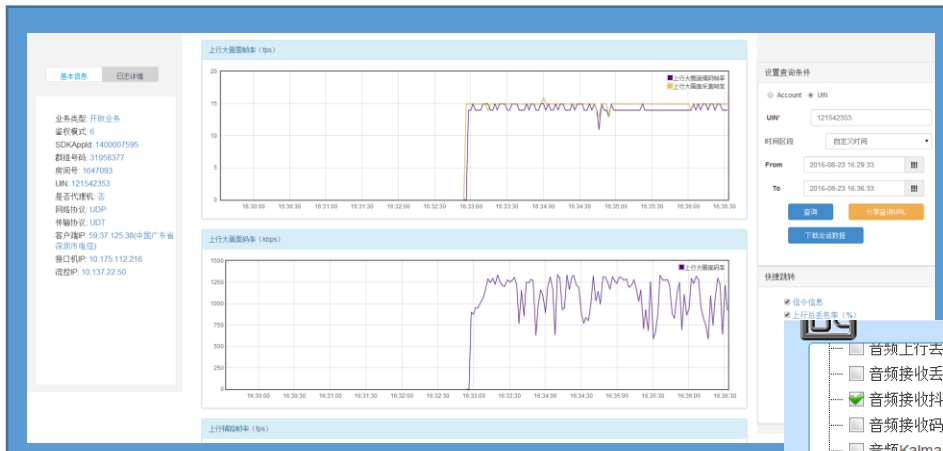 基本信息
日志详情
业务类型: 开放业务
鉴权模式: 6
SDKAppId: 1400007595
群组号码: 31956377
房间号: 1647093
UIN: 121542353
是否代理机: 否
网络协议: UDP
传输协议: UDT
客户端IP: 59.37.125.38(中国广东省
深圳市电信)
接口机IP: 10.175.112.216
流控IP: 10.137.22.50
上行大画面帧率（fps）
20
15
10
5
0
上行大画面编码帧率
上行大画面采集帧率
16:30:00 16:30:30 16:31:00 16:31:30 16:32:00 16:32:30 16:33:00 16:33:30 16:34:00 16:34:30 16:35:00 16:35:30 16:36:00 16:36:30
上行大画面码率（kbps）
1500
1250
1000
750
500
250
0
上行大画面码率
16:30:00 16:30:30 16:31:00 16:31:30 16:32:00 16:32:30 16:33:00 16:33:30 16:34:00 16:34:30 16:35:00 16:35:30 16:36:00 16:36:30
上行辅路帧率（fps）
设置查询条件
Account UIN
UIN* 121542353
时间区段 自定义时间
From 2016-08-23 16:29:33
To 2016-08-23 16:36:33
查询 分享查询URL
下载会话数据
快捷跳转
信令信息
上行总丢包率（%）
音频上行丢
音频接收丢
音频接收抖
音频接收码
音频Kalma